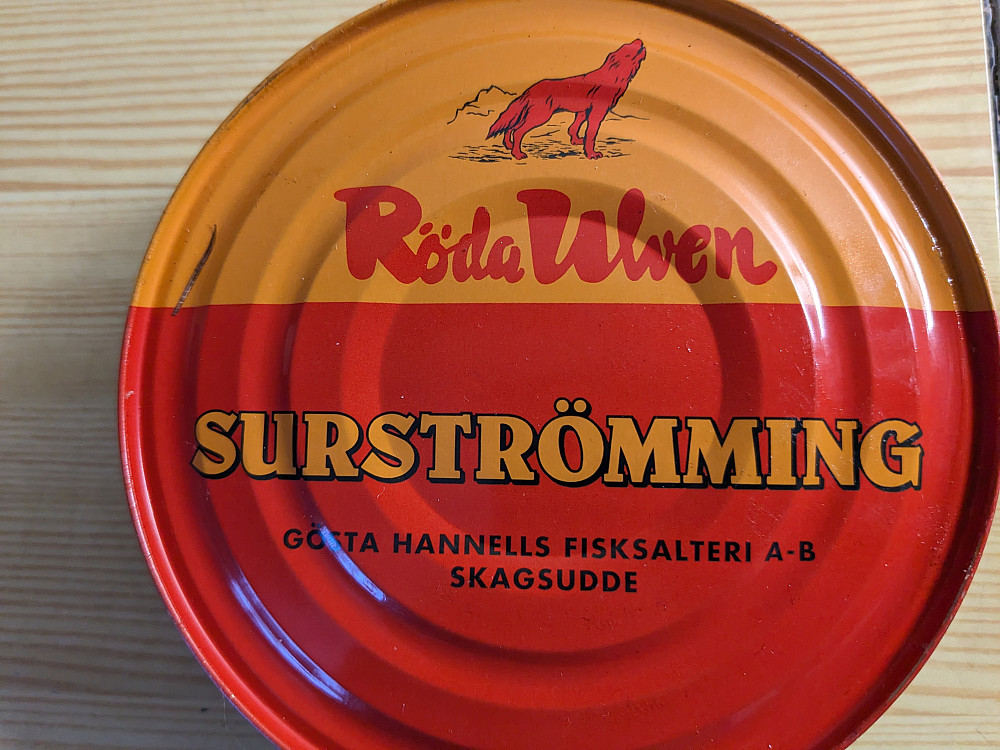 Röda Ulven
SURSTRÖMMING
GÖSTA HANNELLS FISKSALTERI A-B
SKAGSUDDE